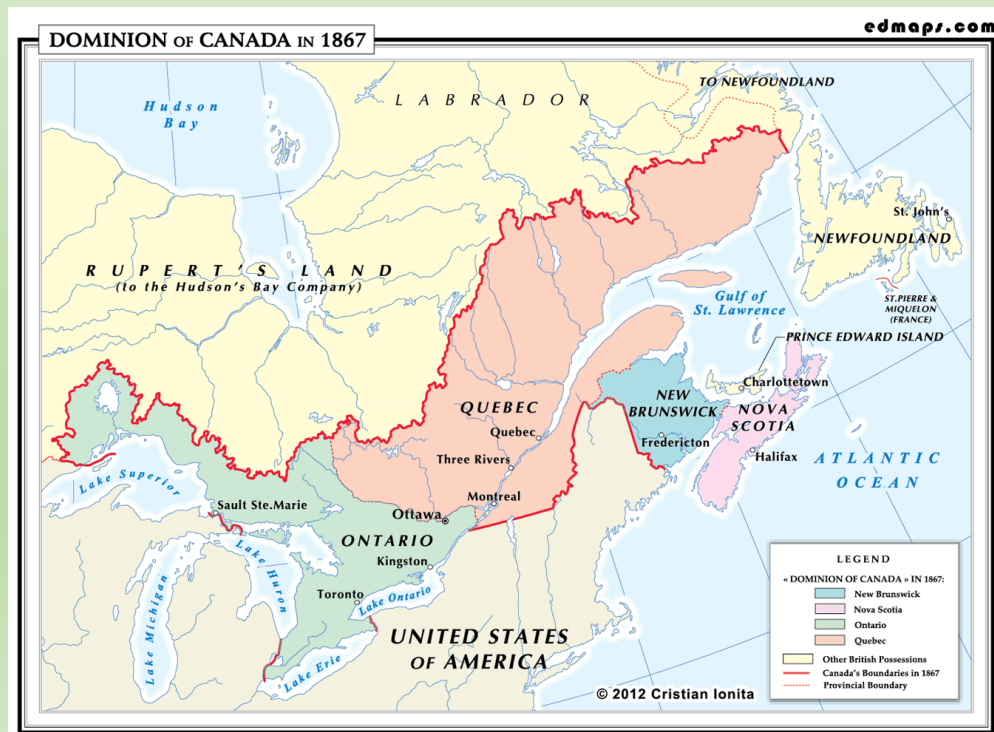 edmaps.com
DOMINION OF CANADA IN 1867
Hudson
Bay
LABRADOR
TO NEWFOUNDLAND
St. John's
NEWFOUNDLAND
RUPERT'S LAND
(to the Hudson's Bay Company)
Gulf of
St. Lawrence
ST.PIERRE &
MIQUELON
(FRANCE)
PRINCE EDWARD ISLAND
Charlottetown
NEW
BRUNSWICK
NOVA
SCOTIA
QUEBEC
Quebec
Fredericton
Halifax
Three Rivers
ATLANTIC
OCEAN
Lake Superior
Montreal
Sault Ste.Marie
Ottawa
ONTARIO
Kingston
Lake Huron
Lake Michigan
Toronto
Lake Ontario
Lake Erie
UNITED STATES
OF AMERICA
LEGEND
« DOMINION OF CANADA » IN 1867:
New Brunswick
Nova Scotia
Ontario
Quebec
Other British Possessions
Canada's Boundaries in 1867
Provincial Boundary
© 2012 Cristian Ionita